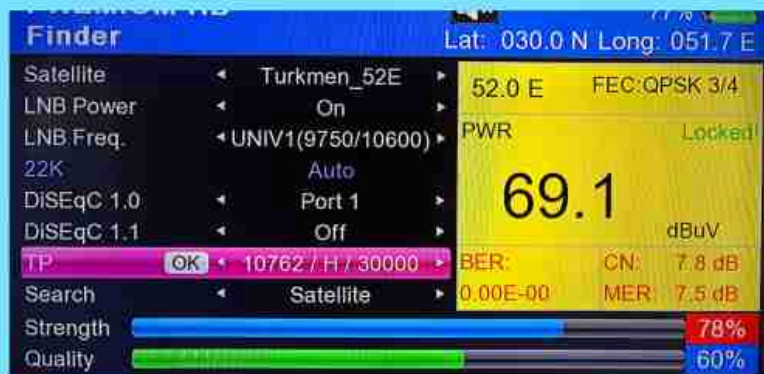 Finder
Lat: 030.0 N Long: 051.7 E
Satellite Turkmen_52E
LNB Power On
LNB Freq. UNIV1(9750/10600)
22K Auto
DiSEqC 1.0 Port 1
DiSEqC 1.1 Off
TP OK 10762 / H / 30000
Search Satellite
52.0 E FEC:QPSK 3/4
PWR Locked
69.1
dBuV
BER: CN: 7.8 dB
0.00E-00 MER: 7.5 dB
Strength 78%
Quality 60%